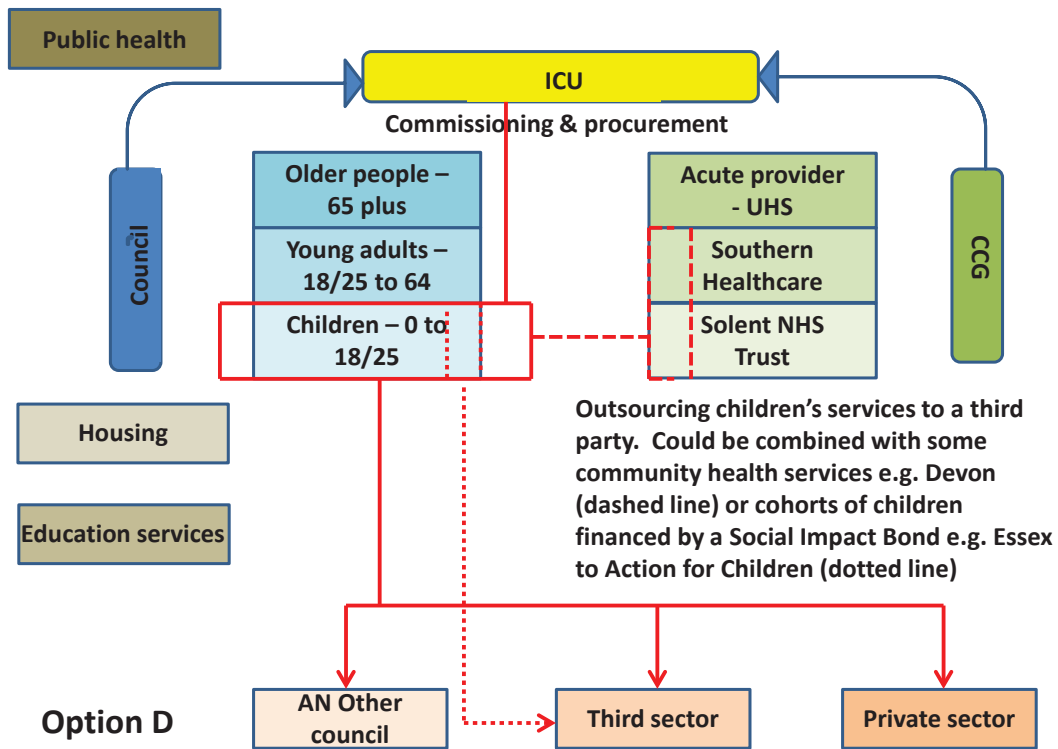 Public health
ICU
Commissioning & procurement
Older people –
65 plus
Young adults –
18/25 to 64
Children – 0 to
18/25
Acute provider
- UHS
Southern
Healthcare
Solent NHS
Trust
Council
CCG
Housing
Education services
Outsourcing children's services to a third
party.  Could be combined with some
community health services e.g. Devon
(dashed line) or cohorts of children
financed by a Social Impact Bond e.g. Essex
to Action for Children (dotted line)
Option D
AN Other
council
Third sector
Private sector